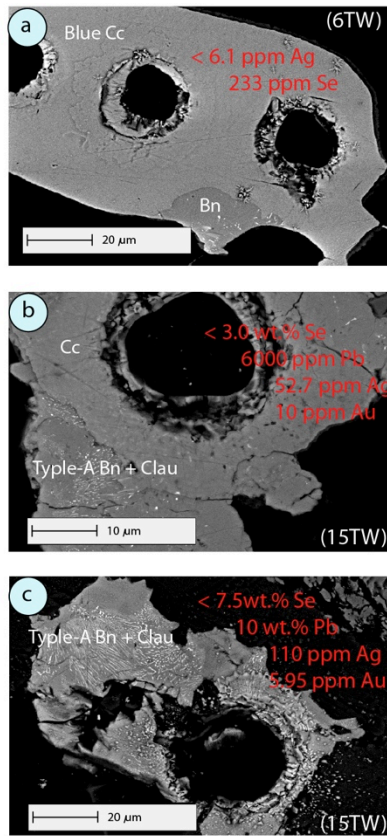 a
(6TW)
Blue Cc
< 6.1 ppm Ag
233 ppm Se
Bn
20 µm
b
Cc
< 3.0 wt.% Se
6000 ppm Pb
52.7 ppm Ag
10 ppm Au
Typle-A Bn + Clau
10 µm
(15TW)
c
< 7.5wt.% Se
Typle-A Bn + Clau
10 wt.% Pb
110 ppm Ag
5.95 ppm Au
20 µm
(15TW)